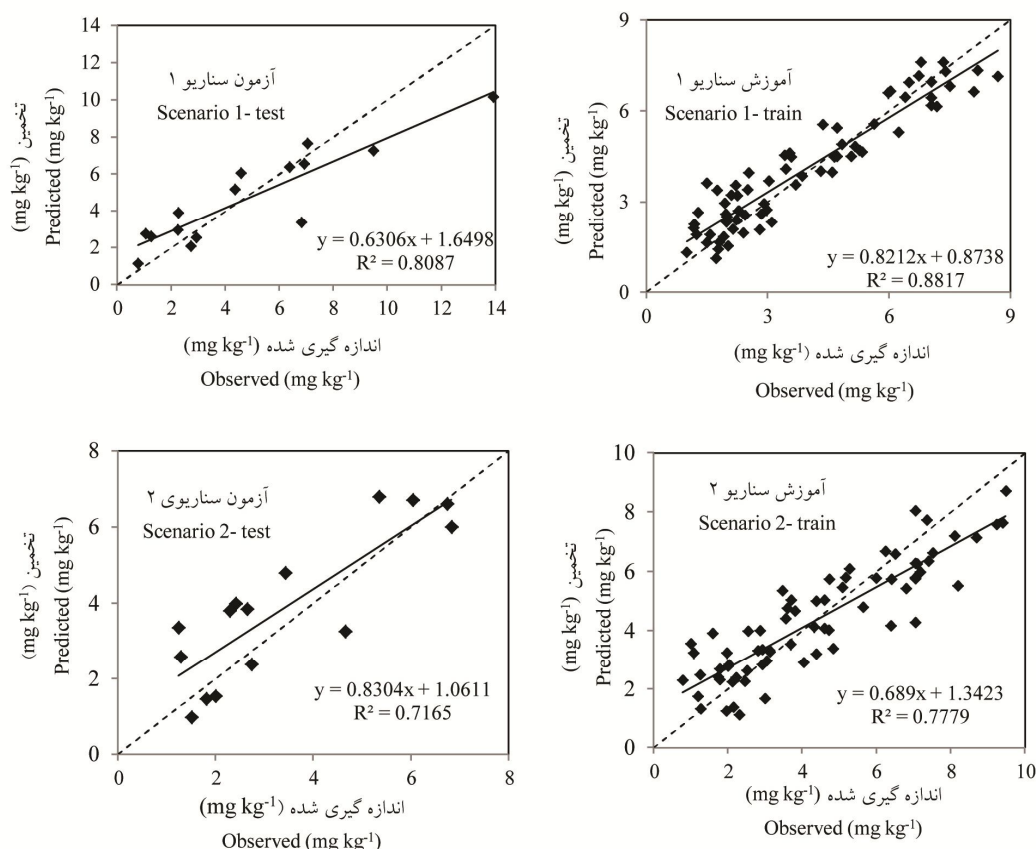 14
12
10
8
6
4
2
0
0
2
4
6
8
10
12
14
تخمین (mg kg-1)
Predicted (mg kg-1)
آزمون سناریو ۱
Scenario 1- test
y = 0.6306x + 1.6498
R² = 0.8087
اندازه گیری شده (mg kg-1)
Observed (mg kg-1)
9
6
3
0
0
3
6
9
تخمین (mg kg-1)
Predicted (mg kg-1)
آموزش سناریو ۱
Scenario 1- train
y = 0.8212x + 0.8738
R² = 0.8817
اندازه گیری شده (mg kg-1)
Observed (mg kg-1)
8
6
4
2
0
0
2
4
6
8
تخمین (mg kg-1)
Predicted (mg kg-1)
آزمون سناریوی ۲
Scenario 2- test
y = 0.8304x + 1.0611
R² = 0.7165
اندازه گیری شده (mg kg-1)
Observed (mg kg-1)
10
8
6
4
2
0
0
2
4
6
8
10
تخمین (mg kg-1)
Predicted (mg kg-1)
آموزش سناریو ۲
Scenario 2- train
y = 0.689x + 1.3423
R² = 0.7779
اندازه گیری شده (mg kg-1)
Observed (mg kg-1)